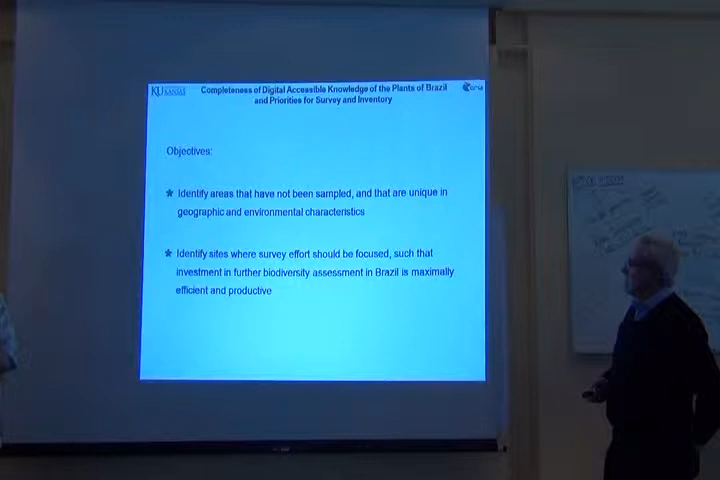 KU KANSAS
Completeness of Digital Accessible Knowledge of the Plants of Brazil
and Priorities for Survey and Inventory
Objectives:
Identify areas that have not been sampled, and that are unique in
geographic and environmental characteristics
Identify sites where survey effort should be focused, such that
investment in further biodiversity assessment in Brazil is maximally
efficient and productive